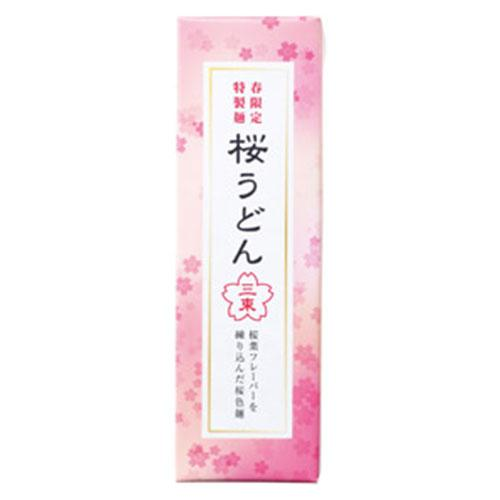 春限定
特製麺
桜うどん
三束
桜葉フレーバーを
練り込んだ桜色麺